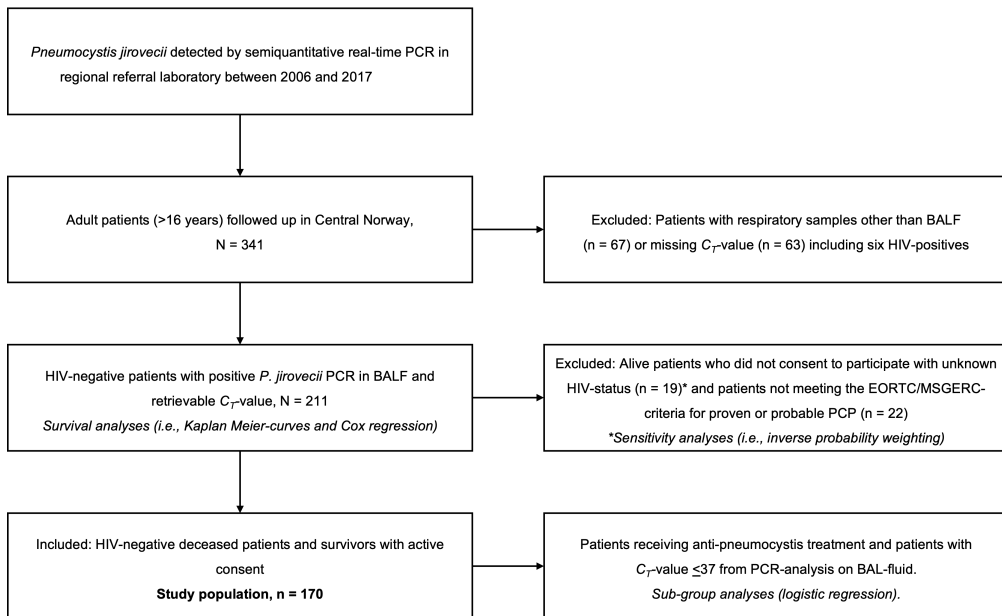 Pneumocystis jirovecii detected by semiquantitative real-time PCR in
regional referral laboratory between 2006 and 2017
Adult patients (>16 years) followed up in Central Norway,
N = 341
Excluded: Patients with respiratory samples other than BALF
(n = 67) or missing CT-value (n = 63) including six HIV-positives
HIV-negative patients with positive P. jirovecii PCR in BALF and
retrievable CT-value, N = 211
Survival analyses (i.e., Kaplan Meier-curves and Cox regression)
Excluded: Alive patients who did not consent to participate with unknown
HIV-status (n = 19)* and patients not meeting the EORTC/MSGERC-
criteria for proven or probable PCP (n = 22)
*Sensitivity analyses (i.e., inverse probability weighting)
Included: HIV-negative deceased patients and survivors with active
consent
Study population, n = 170
Patients receiving anti-pneumocystis treatment and patients with
CT-value ≤37 from PCR-analysis on BAL-fluid.
Sub-group analyses (logistic regression).